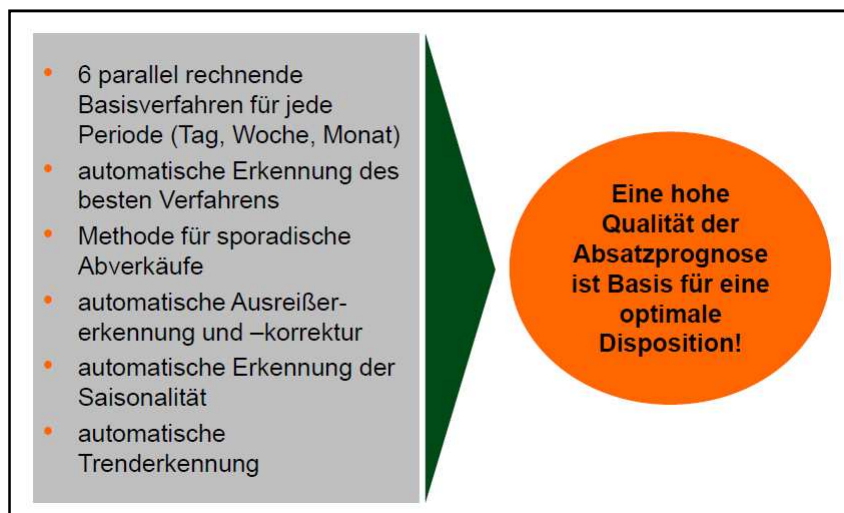 • 6 parallel rechnende
Basisverfahren für jede
Periode (Tag, Woche, Monat)
• automatische Erkennung des
besten Verfahrens
• Methode für sporadische
Abverkäufe
• automatische Ausreißer-
erkennung und –korrektur
• automatische Erkennung der
Saisonalität
• automatische
Trenderkennung
Eine hohe
Qualität der
Absatzprognose
ist Basis für eine
optimale
Disposition!